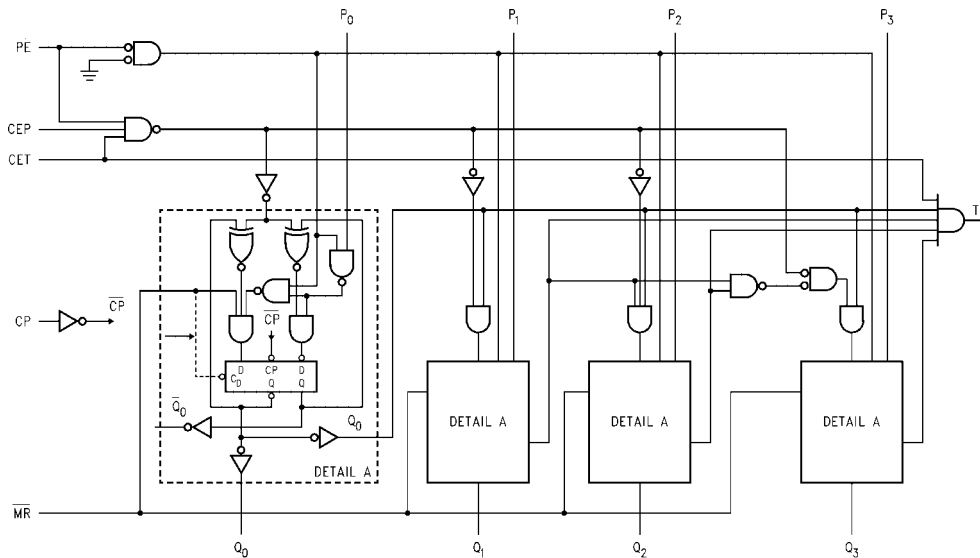 P0 P1 P2 P3
PE
CEP
CET
T
CP
CP
CP
D CP D
CD Q Q
Q0
Q0
DETAIL A
DETAIL A
DETAIL A
DETAIL A
MR
Q0 Q1 Q2 Q3